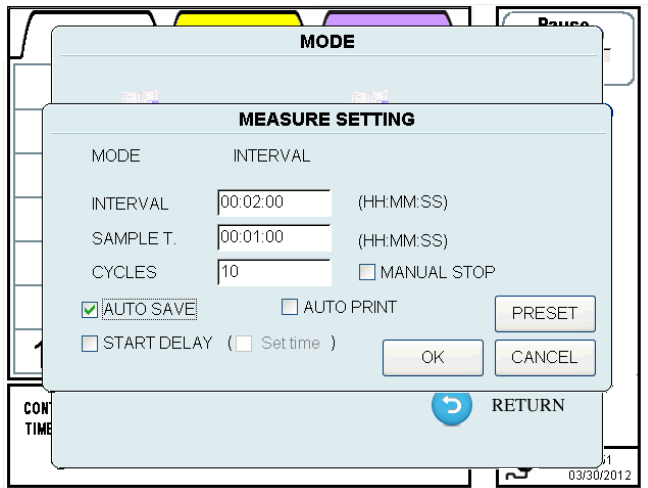 Pause
MODE
MEASURE SETTING
MODE INTERVAL
INTERVAL 00:02:00 (HH:MM:SS)
SAMPLE T. 00:01:00 (HH:MM:SS)
CYCLES 10 MANUAL STOP
AUTO SAVE AUTO PRINT PRESET
START DELAY ( Set time ) OK CANCEL
RETURN
CON
TIME
03/30/2012